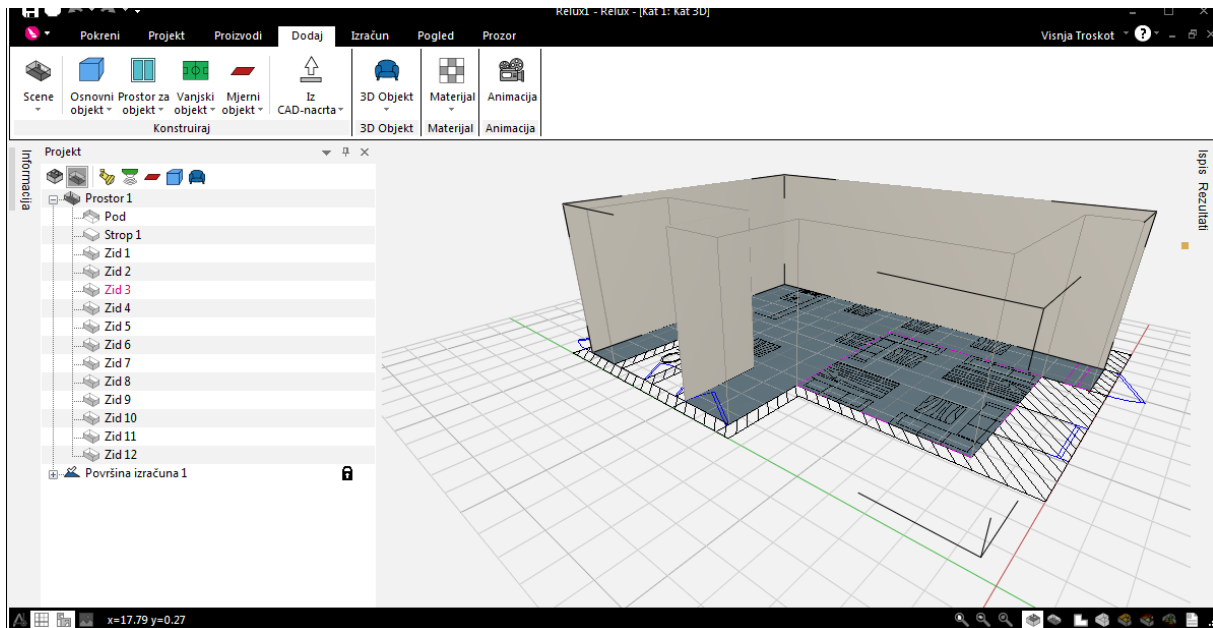 Relux1 - Relux - [Kat 1: Kat 3D]
Pokreni Projekt Proizvodi Dodaj Izračun Pogled Prozor Visnja Troskot ?
Scene
Osnovni objekt
Prostor za objekt
Vanjski objekt
Mjerni objekt
Iz CAD-nacrta
3D Objekt
Materijal
Animacija
Konstruiraj 3D Objekt Materijal Animacija
Informacija
Projekt
Prostor 1
Pod
Strop 1
Zid 1
Zid 2
Zid 3
Zid 4
Zid 5
Zid 6
Zid 7
Zid 8
Zid 9
Zid 10
Zid 11
Zid 12
Površina izračuna 1
Ispis Rezultati
x=17.79 y=0.27